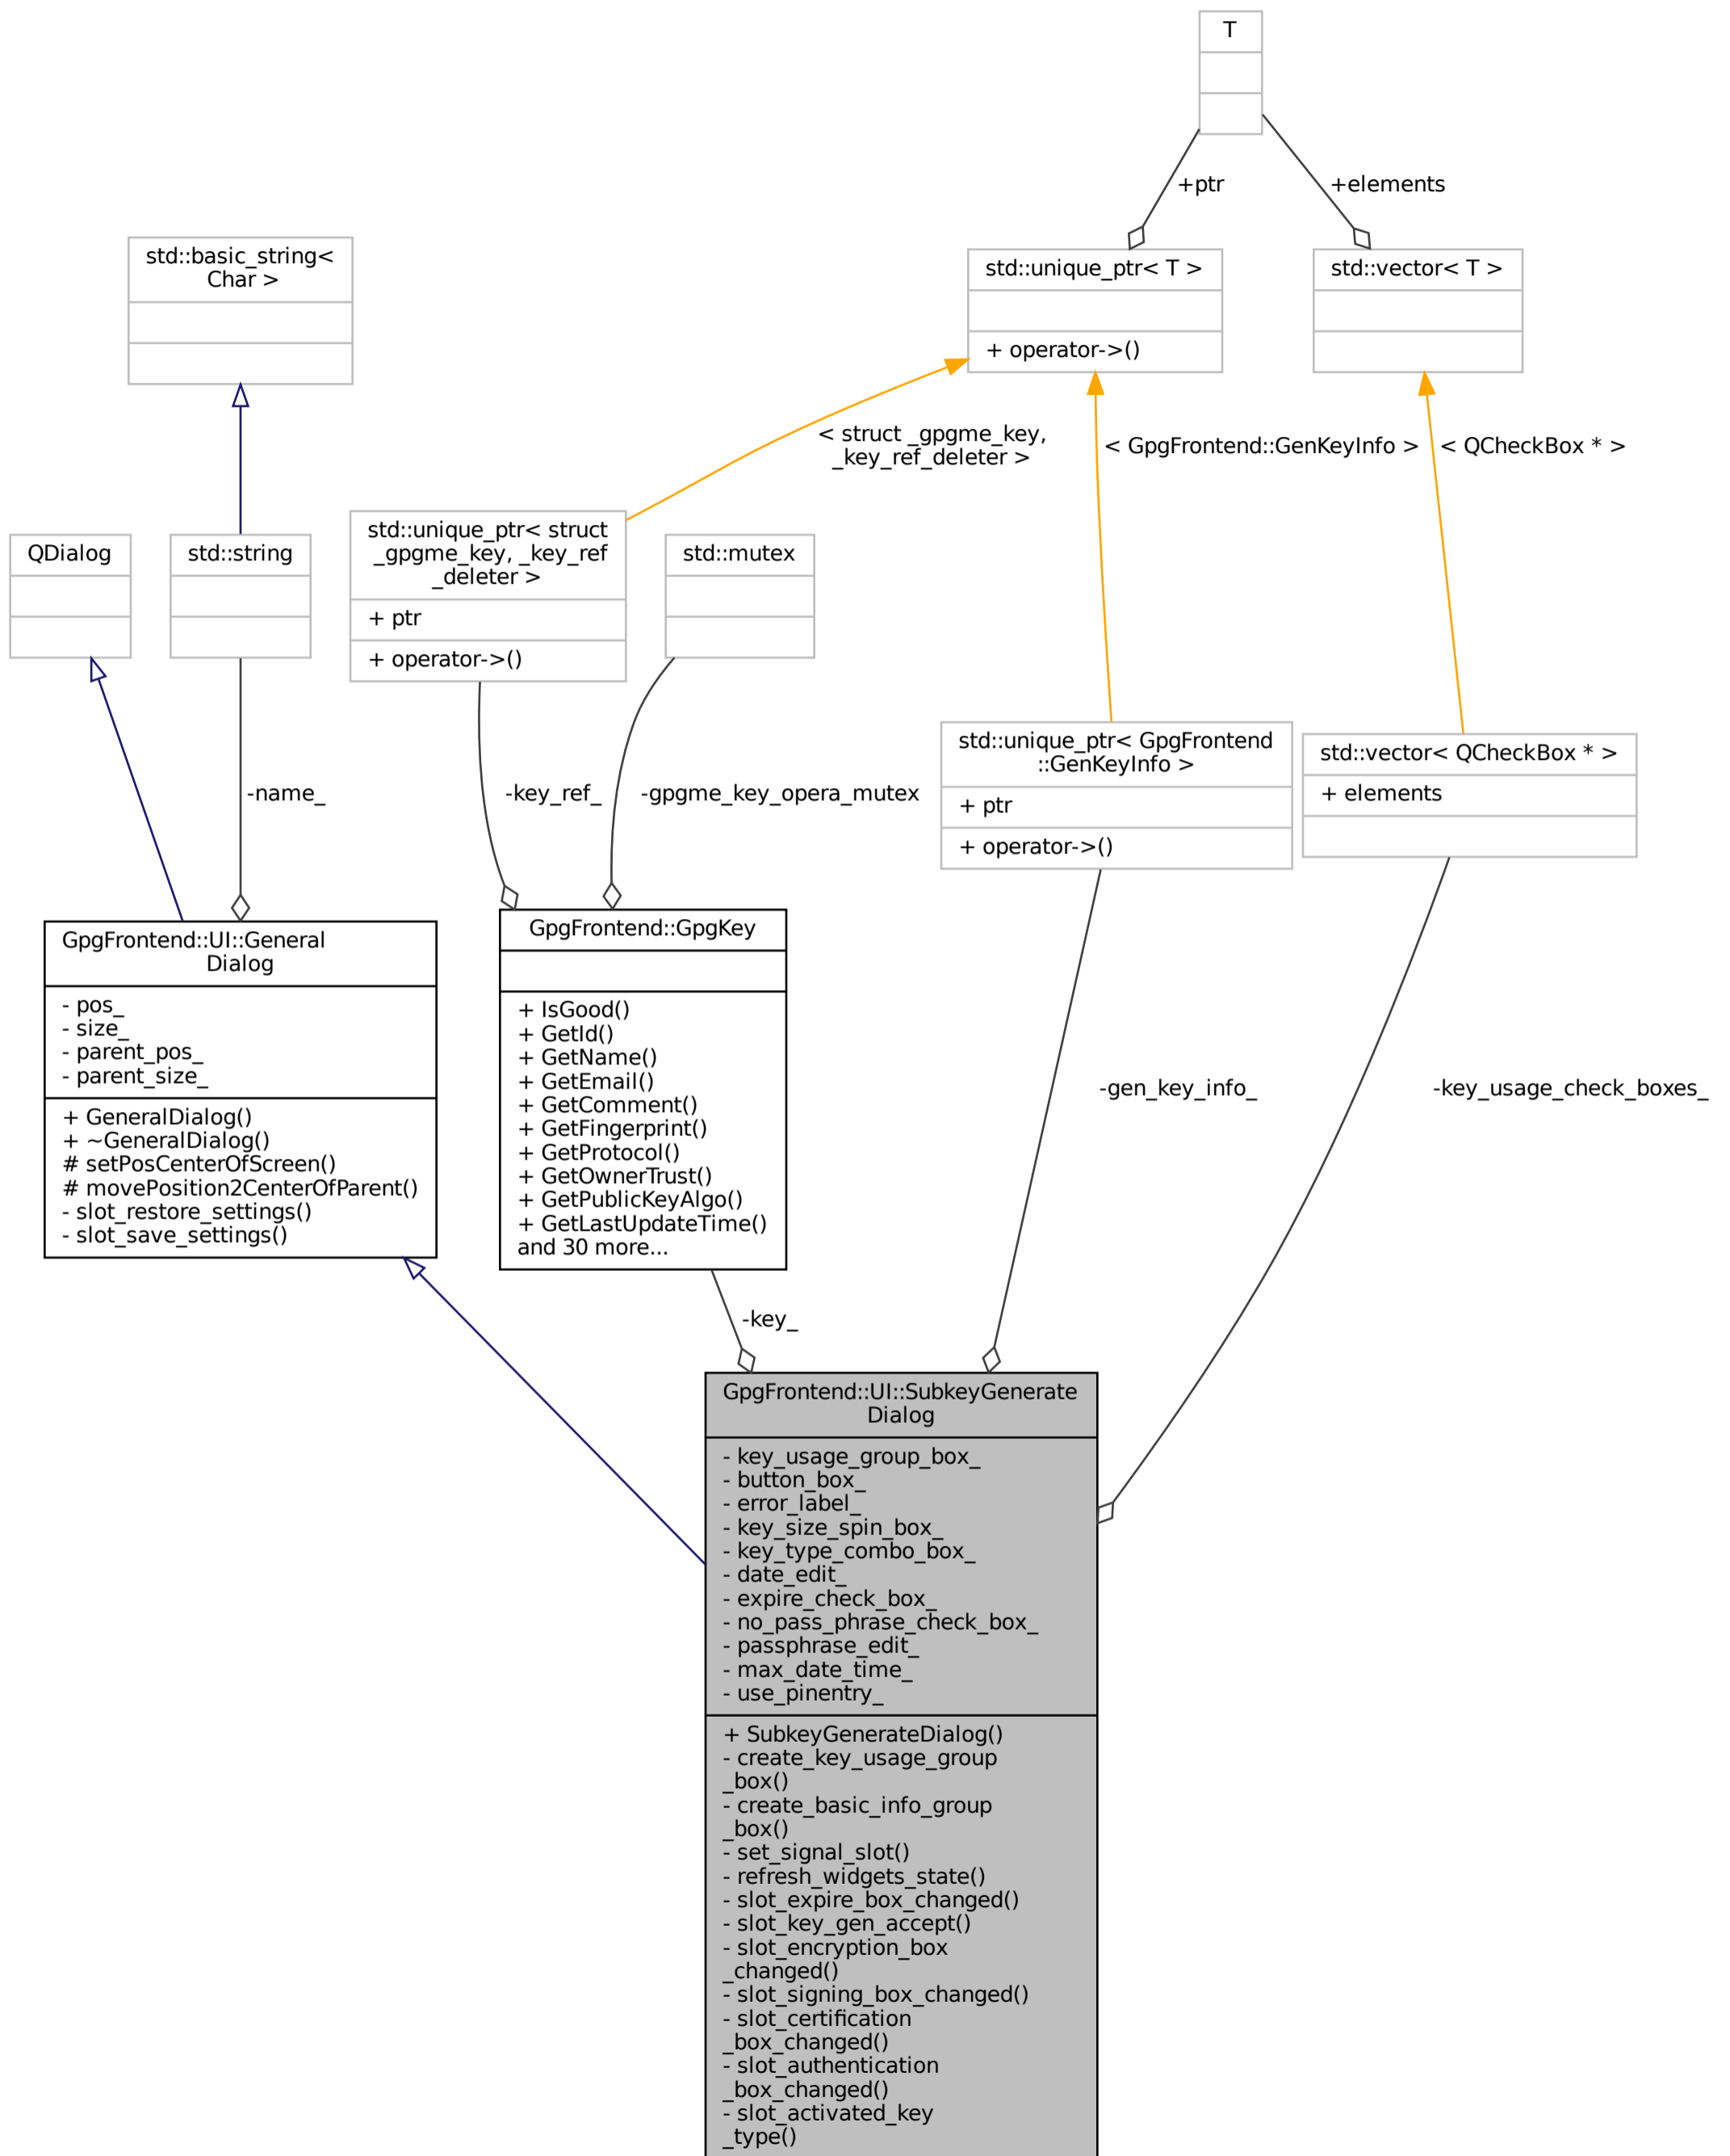 T
+ptr
+elements
std::basic_string<
Char >
std::unique_ptr< T >
+ operator->()
std::vector< T >
< struct _gpgme_key,
_key_ref_deleter >
< GpgFrontend::GenKeyInfo >
< QCheckBox * >
QDialog
std::string
std::unique_ptr< struct
_gpgme_key, _key_ref
_deleter >
+ ptr
+ operator->()
std::mutex
std::unique_ptr< GpgFrontend
::GenKeyInfo >
+ ptr
+ operator->()
std::vector< QCheckBox * >
+ elements
-name_
-key_ref_
-gpgme_key_opera_mutex
GpgFrontend::UI::General
Dialog
- pos_
- size_
- parent_pos_
- parent_size_
+ GeneralDialog()
+ ~GeneralDialog()
# setPosCenterOfScreen()
# movePosition2CenterOfParent()
- slot_restore_settings()
- slot_save_settings()
GpgFrontend::GpgKey
+ IsGood()
+ GetId()
+ GetName()
+ GetEmail()
+ GetComment()
+ GetFingerprint()
+ GetProtocol()
+ GetOwnerTrust()
+ GetPublicKeyAlgo()
+ GetLastUpdateTime()
and 30 more...
-gen_key_info_
-key_usage_check_boxes_
-key_
GpgFrontend::UI::SubkeyGenerate
Dialog
- key_usage_group_box_
- button_box_
- error_label_
- key_size_spin_box_
- key_type_combo_box_
- date_edit_
- expire_check_box_
- no_pass_phrase_check_box_
- passphrase_edit_
- max_date_time_
- use_pinentry_
+ SubkeyGenerateDialog()
- create_key_usage_group
_box()
- create_basic_info_group
_box()
- set_signal_slot()
- refresh_widgets_state()
- slot_expire_box_changed()
- slot_key_gen_accept()
- slot_encryption_box
_changed()
- slot_signing_box_changed()
- slot_certification
_box_changed()
- slot_authentication
_box_changed()
- slot_activated_key
_type()